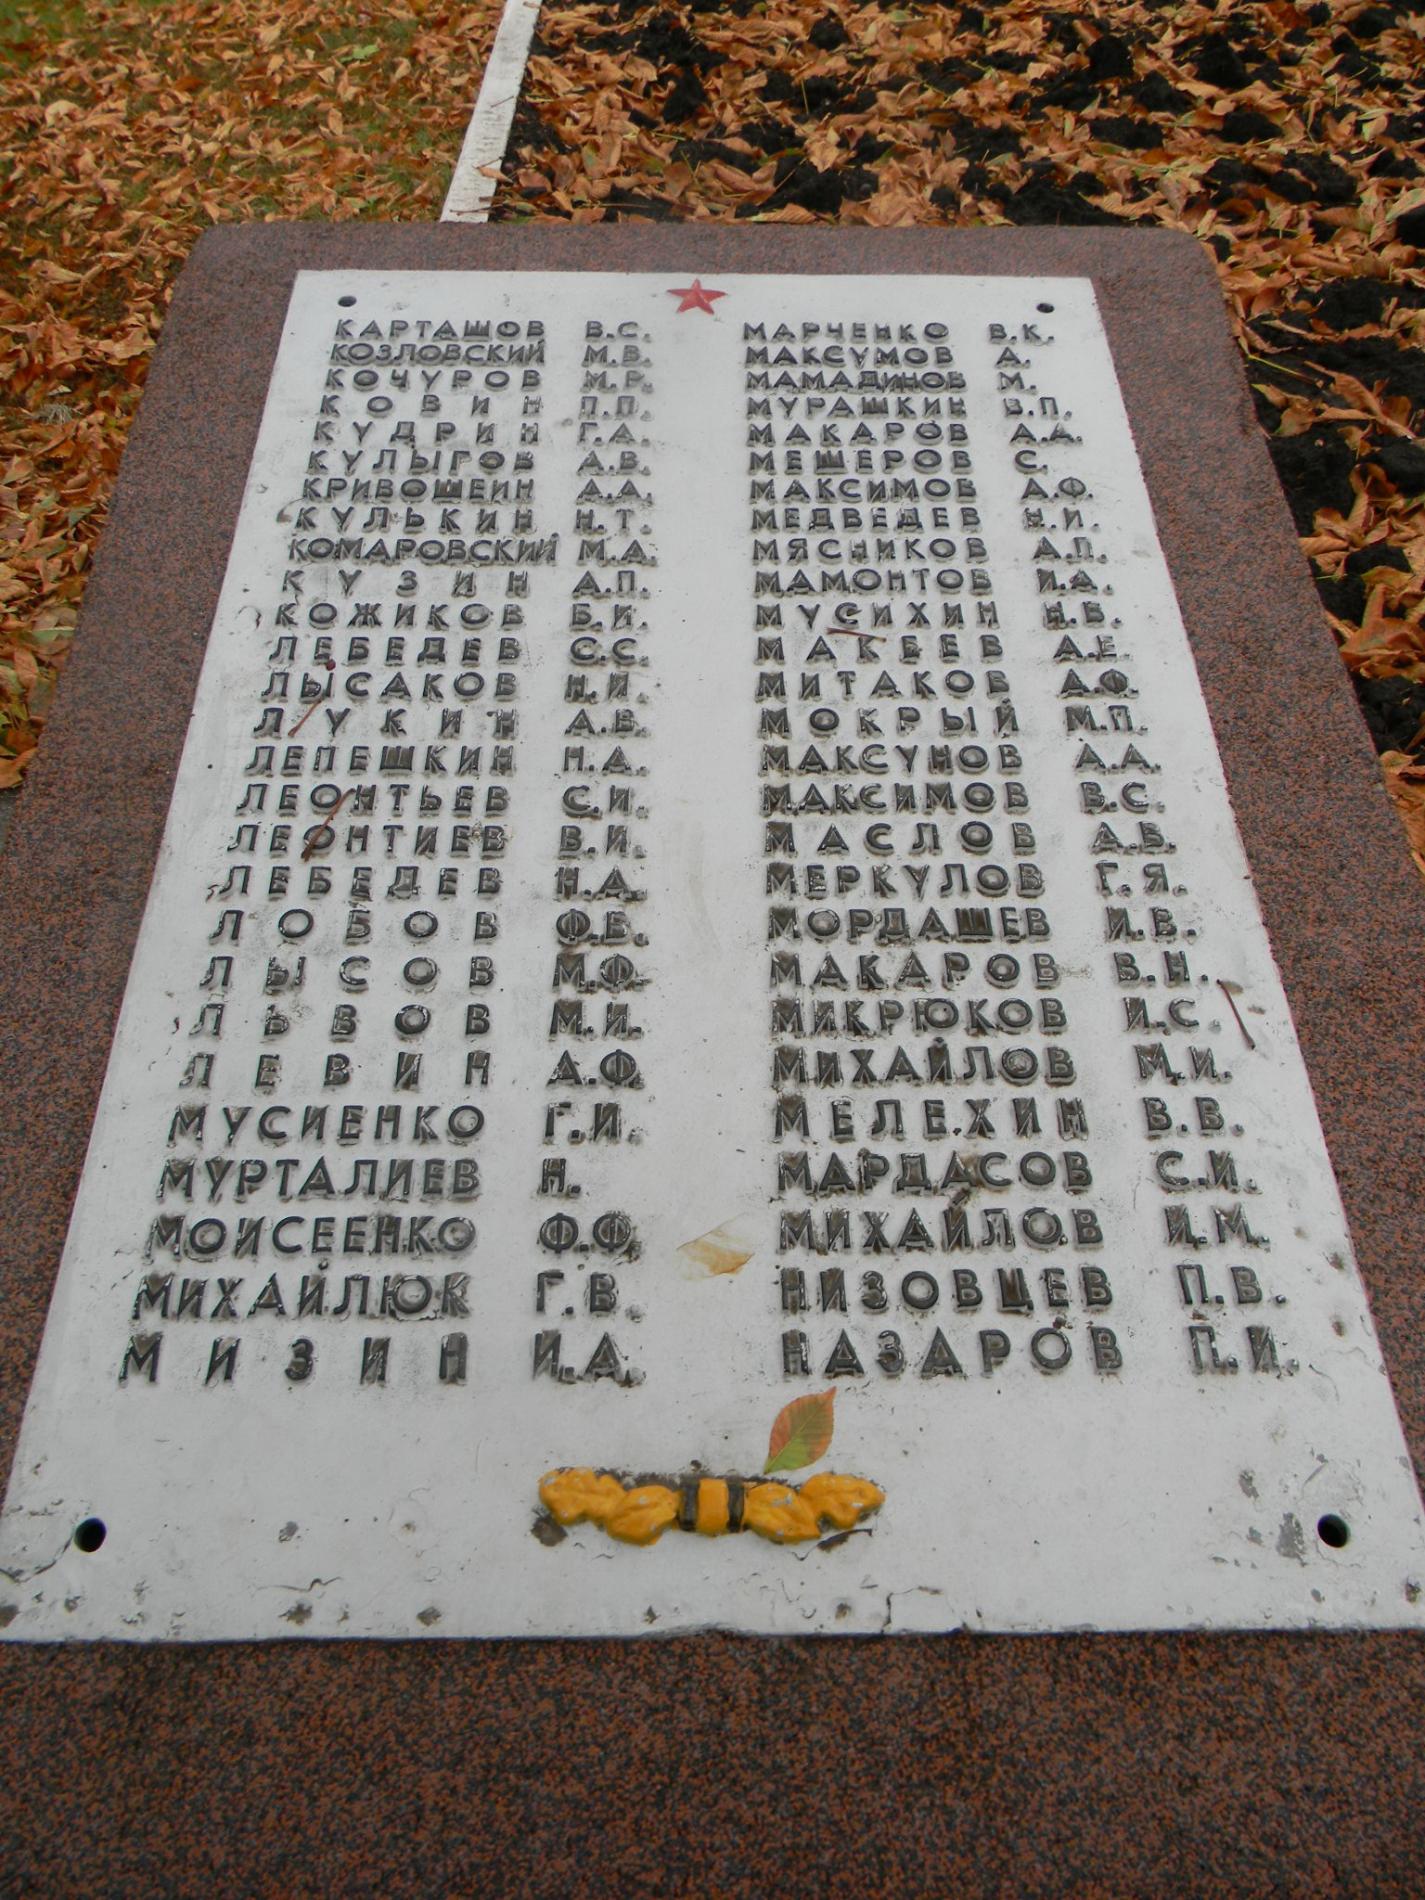 КАРТАШОВ В.С.
КОЗЛОВСКИЙ М.В.
КОЧУРОВ М.Р.
КОВИН П.П.
КУДРИН Г.А.
КУЛЫГОВ А.В.
КРИВОШЕИН А.А.
КУЛЬКИН Н.Т.
КОМАРОВСКИЙ М.А.
КУЗИН А.П.
КОЖИКОВ Б.И.
ЛЕБЕДЕВ С.С.
ЛЫСАКОВ Н.И.
ЛУКИН А.В.
ЛЕПЕШКИН Н.А.
ЛЕОНТЬЕВ С.И.
ЛЕОНТИЕВ В.И.
ЛЕБЕДЕВ Н.А.
ЛОБОВ Ф.Б.
ЛЫСОВ М.Ф.
ЛЬВОВ М.И.
ЛЕВИН А.Ф.
МУСИЕНКО Г.И.
МУРТАЛИЕВ Н.
МОИСЕЕНКО Ф.Ф.
МИХАЙЛЮК Г.В.
МИЗИН И.А.
МАРЧЕНКО В.К.
МАКСУМОВ А.
МАМАДИНОВ М.
МУРАШКИН В.П.
МАКАРОВ А.А.
МЕШЕРОВ С.
МАКСИМОВ А.Ф.
МЕДВЕДЕВ Н.И.
МЯСНИКОВ А.П.
МАМОНТОВ И.А.
МУСИХИН Н.В.
МАКЕЕВ А.Е.
МИТАКОВ А.Ф.
МОКРЫЙ М.П.
МАКСУНОВ А.А.
МАКСИМОВ В.С.
МАСЛОВ А.В.
МЕРКУЛОВ Г.Я.
МОРДАШЕВ И.В.
МАКАРОВ В.Н.
МИКРЮКОВ И.С.
МИХАЙЛОВ М.И.
МЕЛЕХИН В.В.
МАРДАСОВ С.И.
МИХАЙЛОВ И.М.
НИЗОВЦЕВ П.В.
НАЗАРОВ П.И.